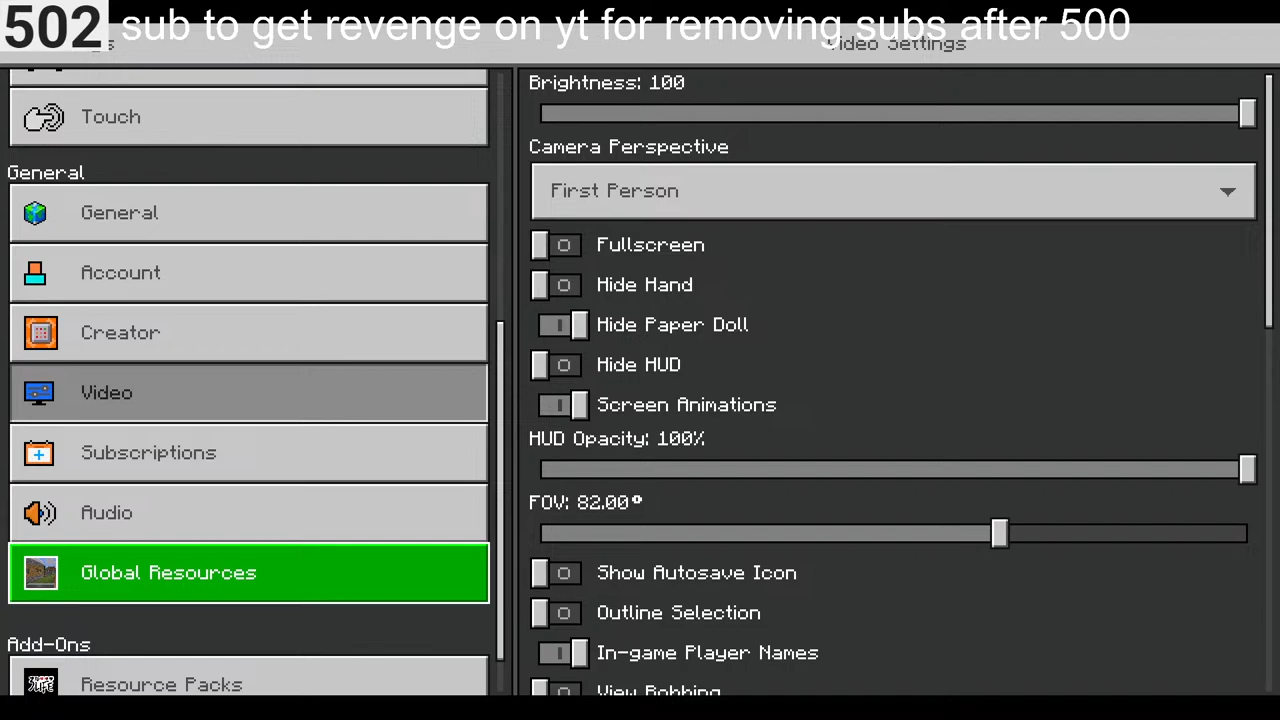 502 sub to get revenge on yt for removing subs after 500
Video Settings
Touch
General
General
Account
Creator
Video
Subscriptions
Audio
Global Resources
Add-Ons
Resource Packs
Brightness: 100
Camera Perspective
First Person
Fullscreen
Hide Hand
Hide Paper Doll
Hide HUD
Screen Animations
HUD Opacity: 100%
FOV: 82.00°
Show Autosave Icon
Outline Selection
In-game Player Names
View Bobbing